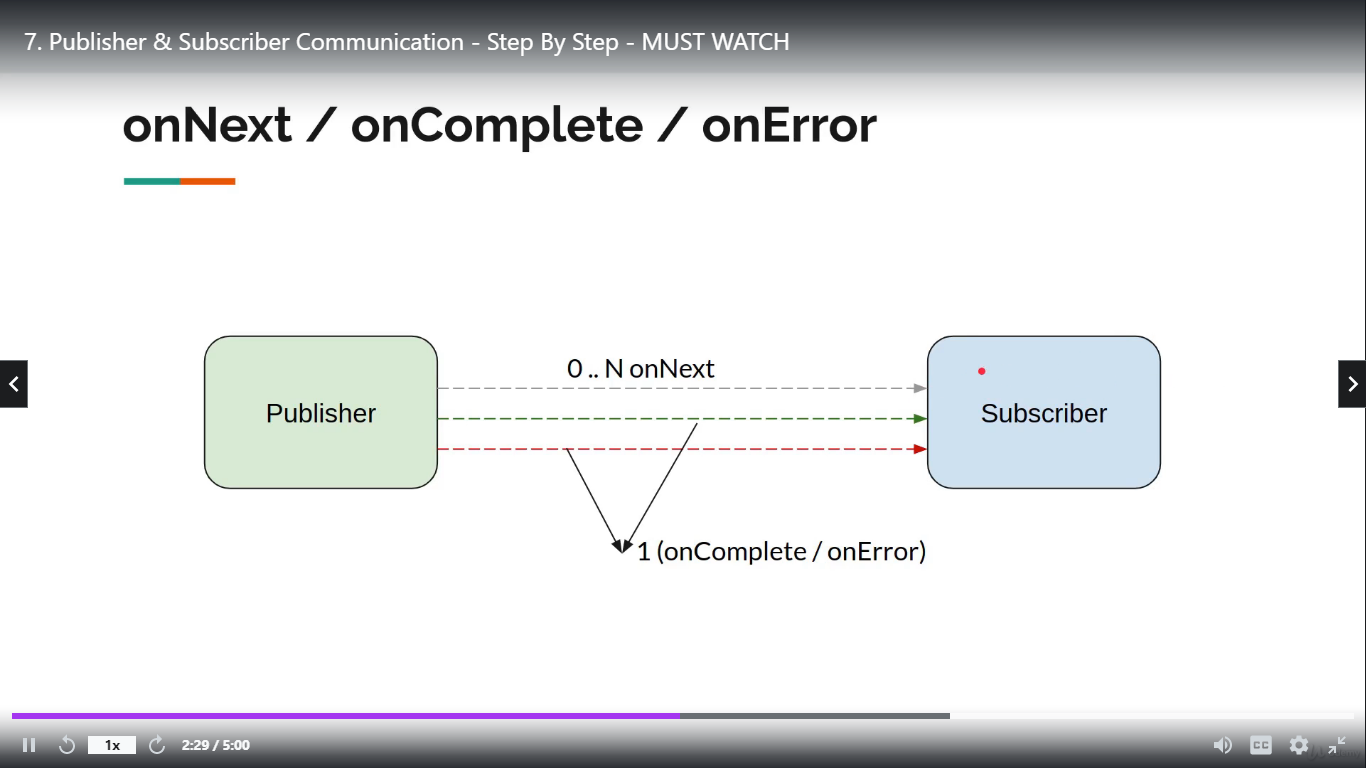 7. Publisher & Subscriber Communication - Step By Step - MUST WATCH
onNext / onComplete / onError
0 .. N onNext
Publisher
Subscriber
1 (onComplete / onError)
1x
2:29 / 5:00
CC